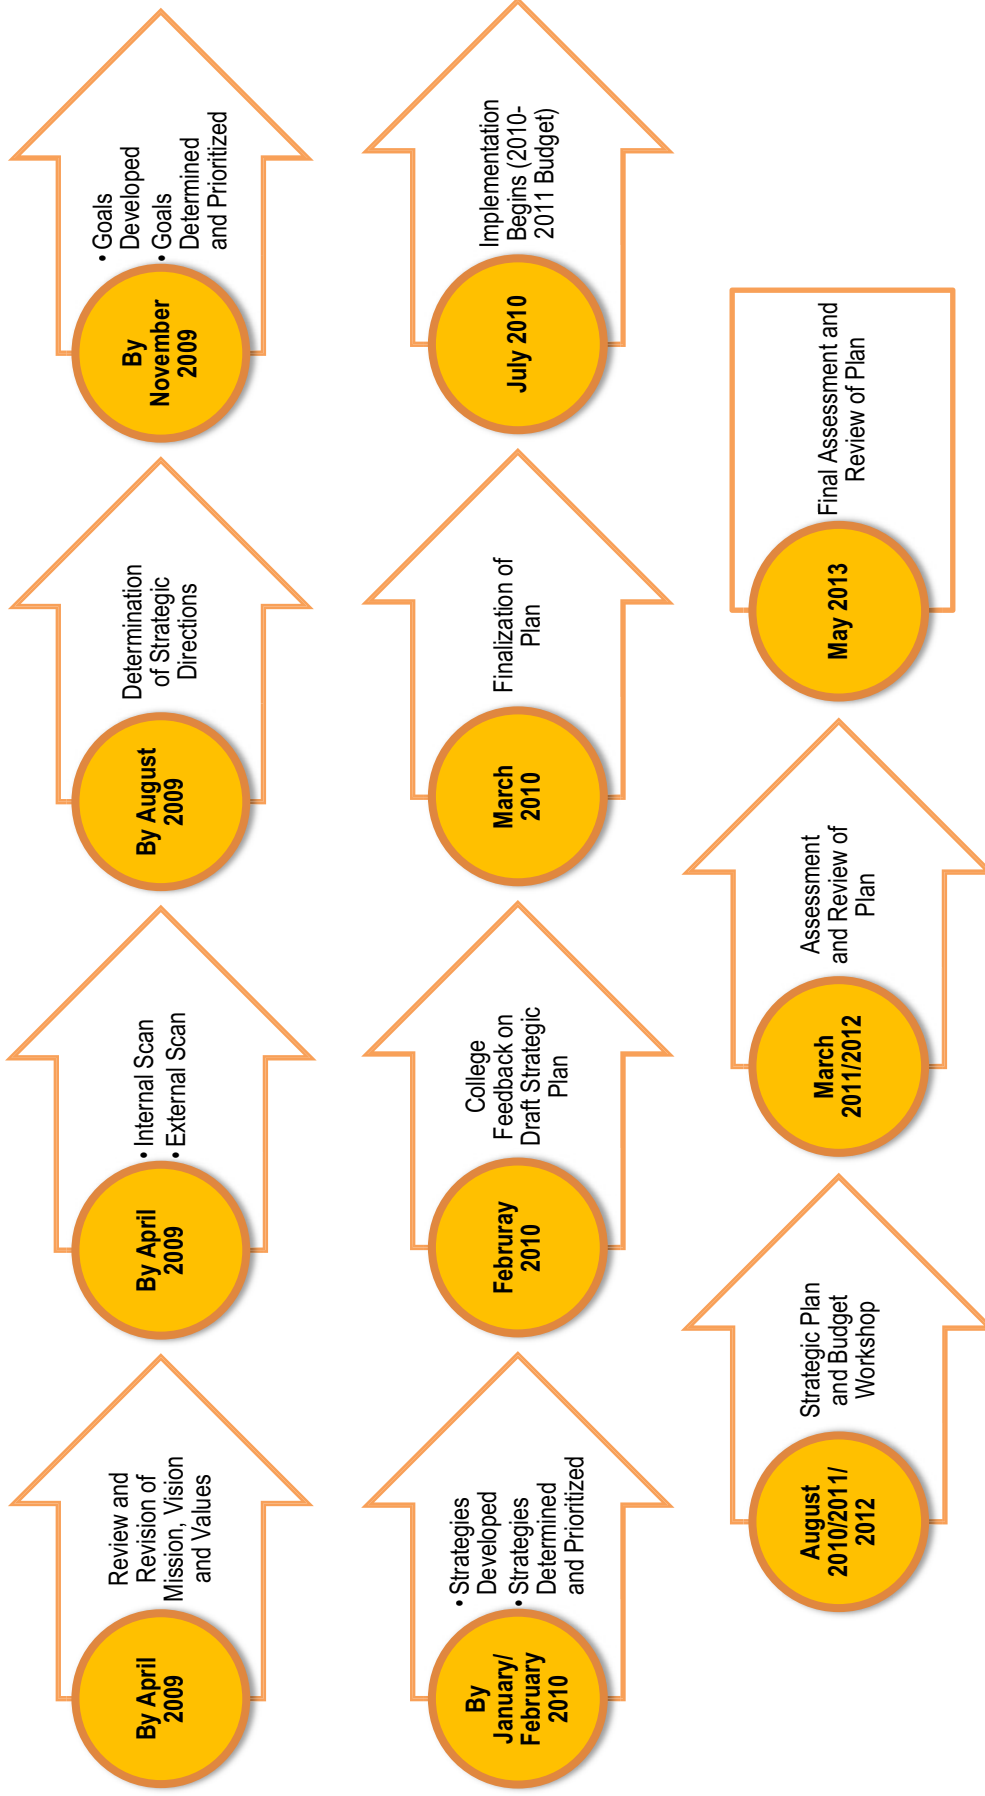 By April
2009
Review and
Revision of
Mission, Vision
and Values
By April
2009
• Internal Scan
• External Scan
By August
2009
Determination
of Strategic
Directions
By
November
2009
• Goals
Developed
• Goals
Determined
and Prioritized
By
January/
February
2010
• Strategies
Developed
• Strategies
Determined
and Prioritized
Februray
2010
College
Feedback on
Draft Strategic
Plan
March
2010
Finalization of
Plan
July 2010
Implementation
Begins (2010-
2011 Budget)
August
2010/2011/
2012
Strategic Plan
and Budget
Workshop
March
2011/2012
Assessment
and Review of
Plan
May 2013
Final Assessment and
Review of Plan